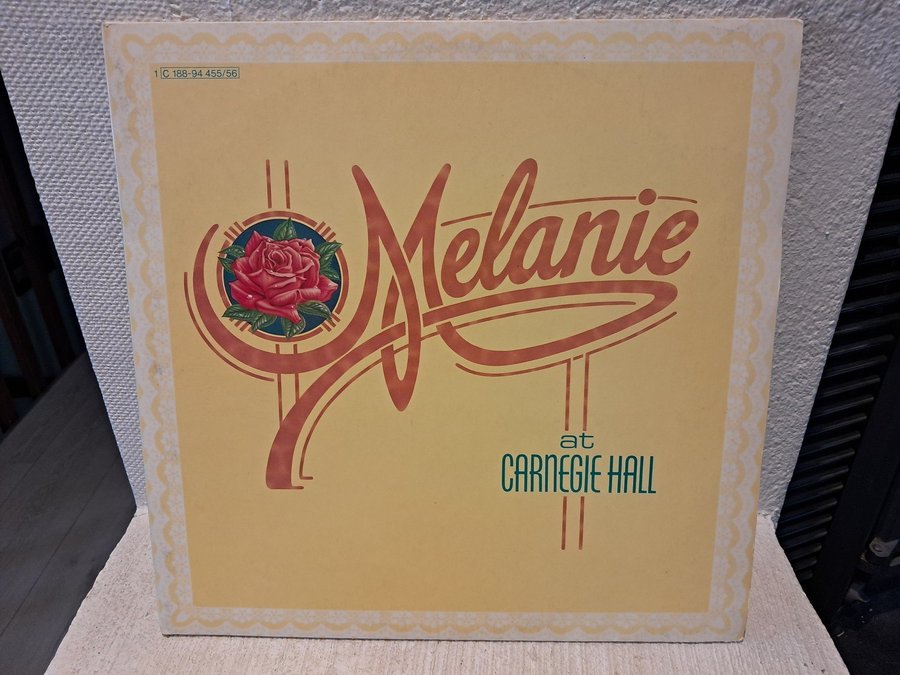 1 C 188-94 455/56
Melanie
at
CARNEGIE HALL